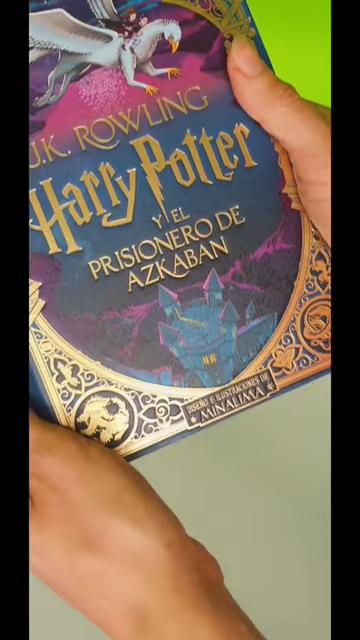 J.K. ROWLING
Harry Potter
Y EL
PRISIONERO DE
AZKABAN
DISEÑO E ILUSTRACIONES DE
MINALIMA